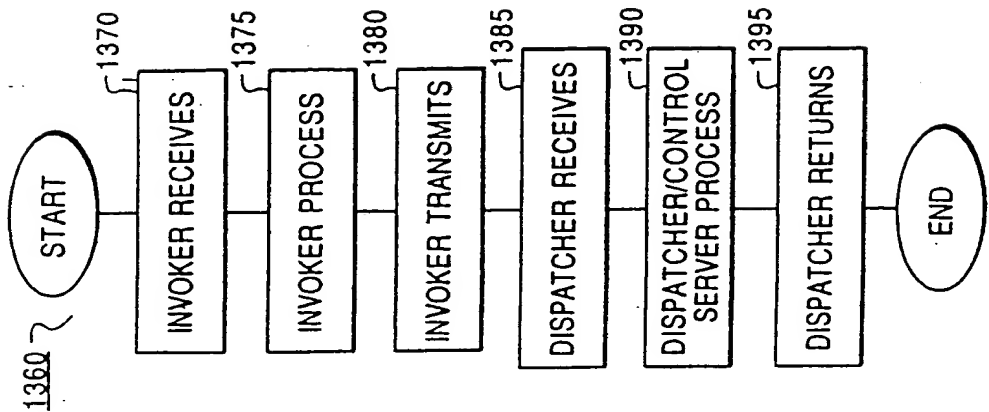 1360
START
1370
INVOKER RECEIVES
1375
INVOKER PROCESS
1380
INVOKER TRANSMITS
1385
DISPATCHER RECEIVES
1390
DISPATCHER/CONTROL
SERVER PROCESS
1395
DISPATCHER RETURNS
END